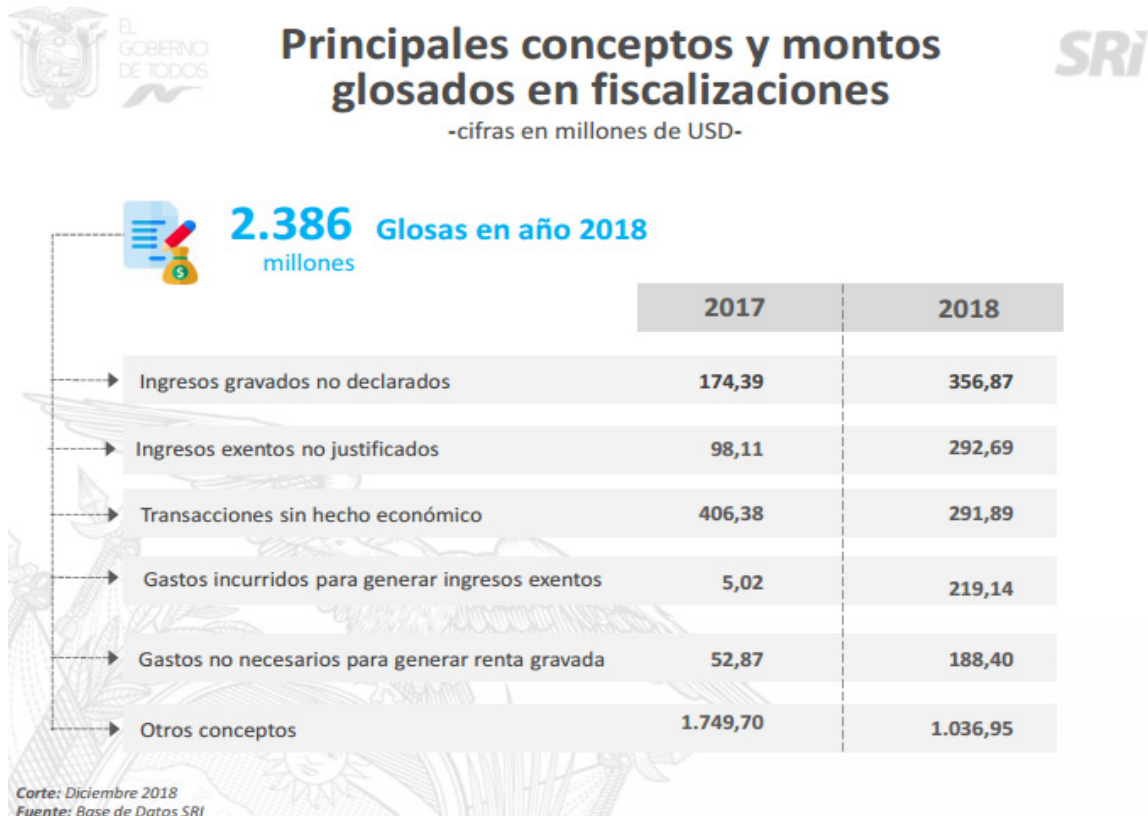 EL
GOBIERNO
DE TODOS
Principales conceptos y montos
glosados en fiscalizaciones
-cifras en millones de USD-
SRi
2.386 Glosas en año 2018
millones
2017 2018
Ingresos gravados no declarados 174,39 356,87
Ingresos exentos no justificados 98,11 292,69
Transacciones sin hecho económico 406,38 291,89
Gastos incurridos para generar ingresos exentos 5,02 219,14
Gastos no necesarios para generar renta gravada 52,87 188,40
Otros conceptos 1.749,70 1.036,95
Corte: Diciembre 2018
Fuente: Base de Datos SRI